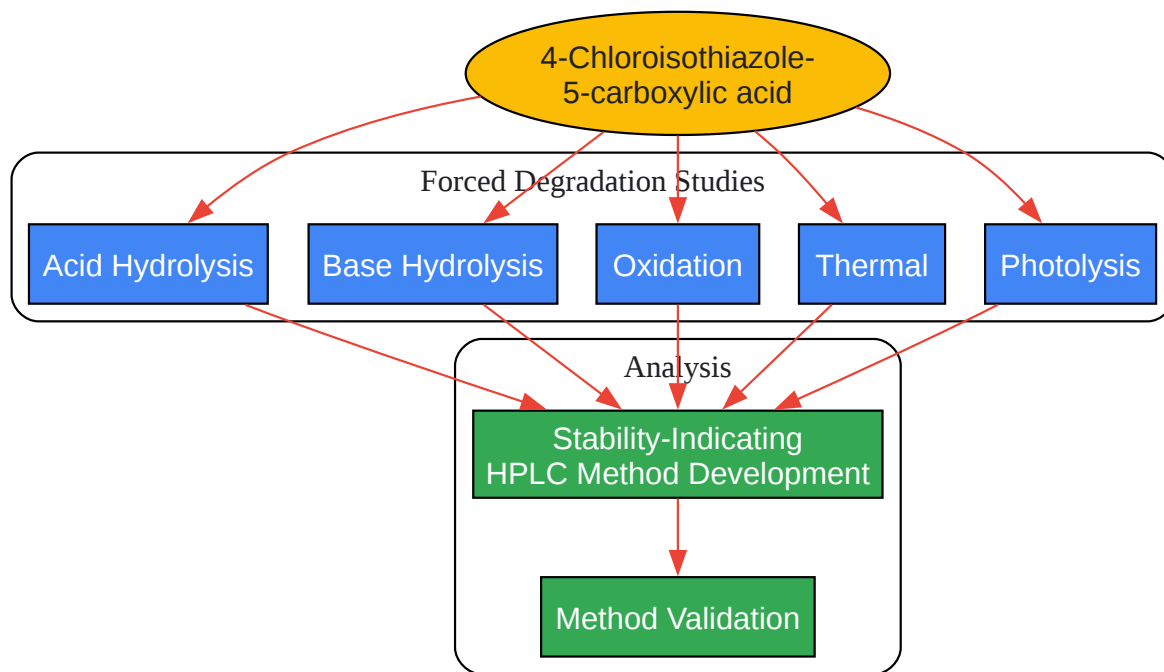 4-Chloroisothiazole-
5-carboxylic acid
Forced Degradation Studies
Acid Hydrolysis
Base Hydrolysis
Oxidation
Thermal
Photolysis
Analysis
Stability-Indicating
HPLC Method Development
Method Validation